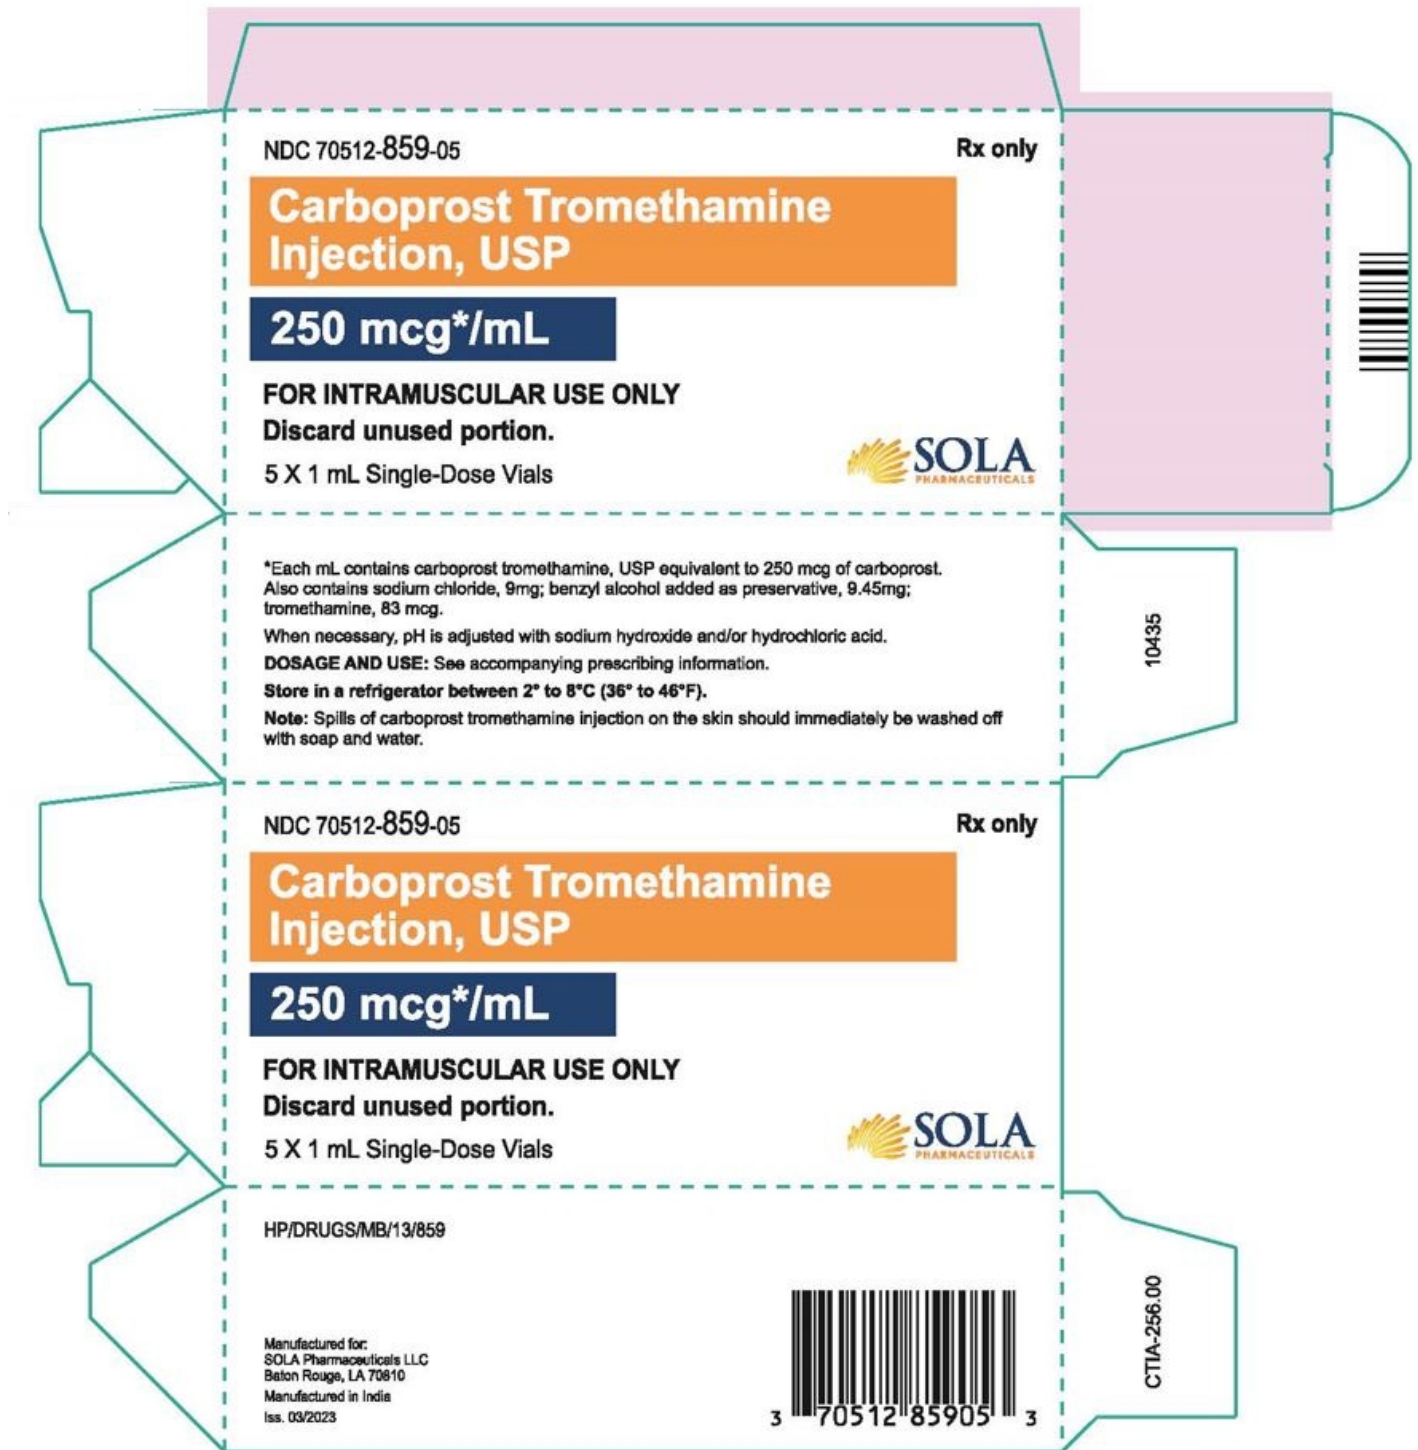 NDC 70512-859-05
Rx only
Carboprost Tromethamine
Injection, USP
250 mcg*/mL
FOR INTRAMUSCULAR USE ONLY
Discard unused portion.
5 X 1 mL Single-Dose Vials
SOLA
PHARMACEUTICALS
*Each mL contains carboprost tromethamine, USP equivalent to 250 mcg of carboprost.
Also contains sodium chloride, 9mg; benzyl alcohol added as preservative, 9.45mg;
tromethamine, 83 mcg.
When necessary, pH is adjusted with sodium hydroxide and/or hydrochloric acid.
DOSAGE AND USE: See accompanying prescribing information.
Store in a refrigerator between 2° to 8°C (36° to 46°F).
Note: Spills of carboprost tromethamine injection on the skin should immediately be washed off
with soap and water.
10435
NDC 70512-859-05
Rx only
Carboprost Tromethamine
Injection, USP
250 mcg*/mL
FOR INTRAMUSCULAR USE ONLY
Discard unused portion.
5 X 1 mL Single-Dose Vials
SOLA
PHARMACEUTICALS
HP/DRUGS/MB/13/859
Manufactured for:
SOLA Pharmaceuticals LLC
Baton Rouge, LA 70810
Manufactured in India
Iss. 03/2023
3 70512 85905 3
CTIA-256.00